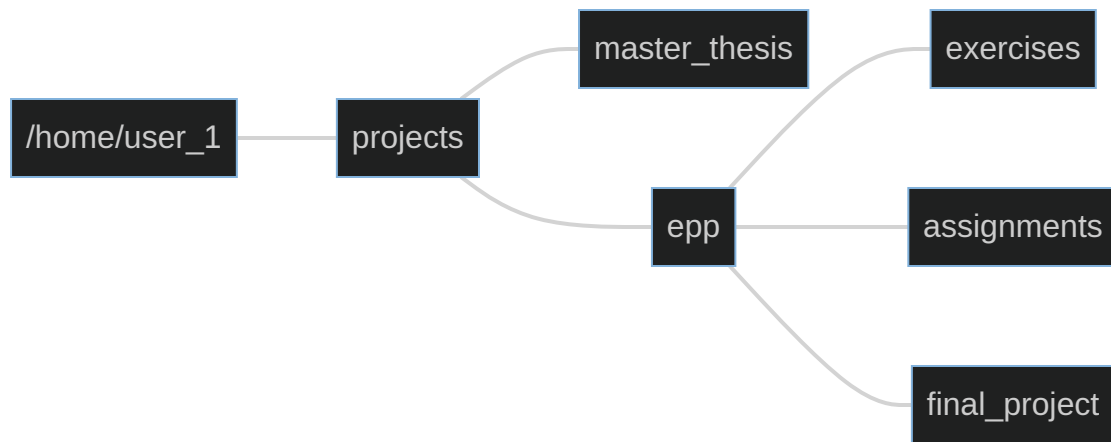 /home/user_1
projects
master_thesis
epp
exercises
assignments
final_project